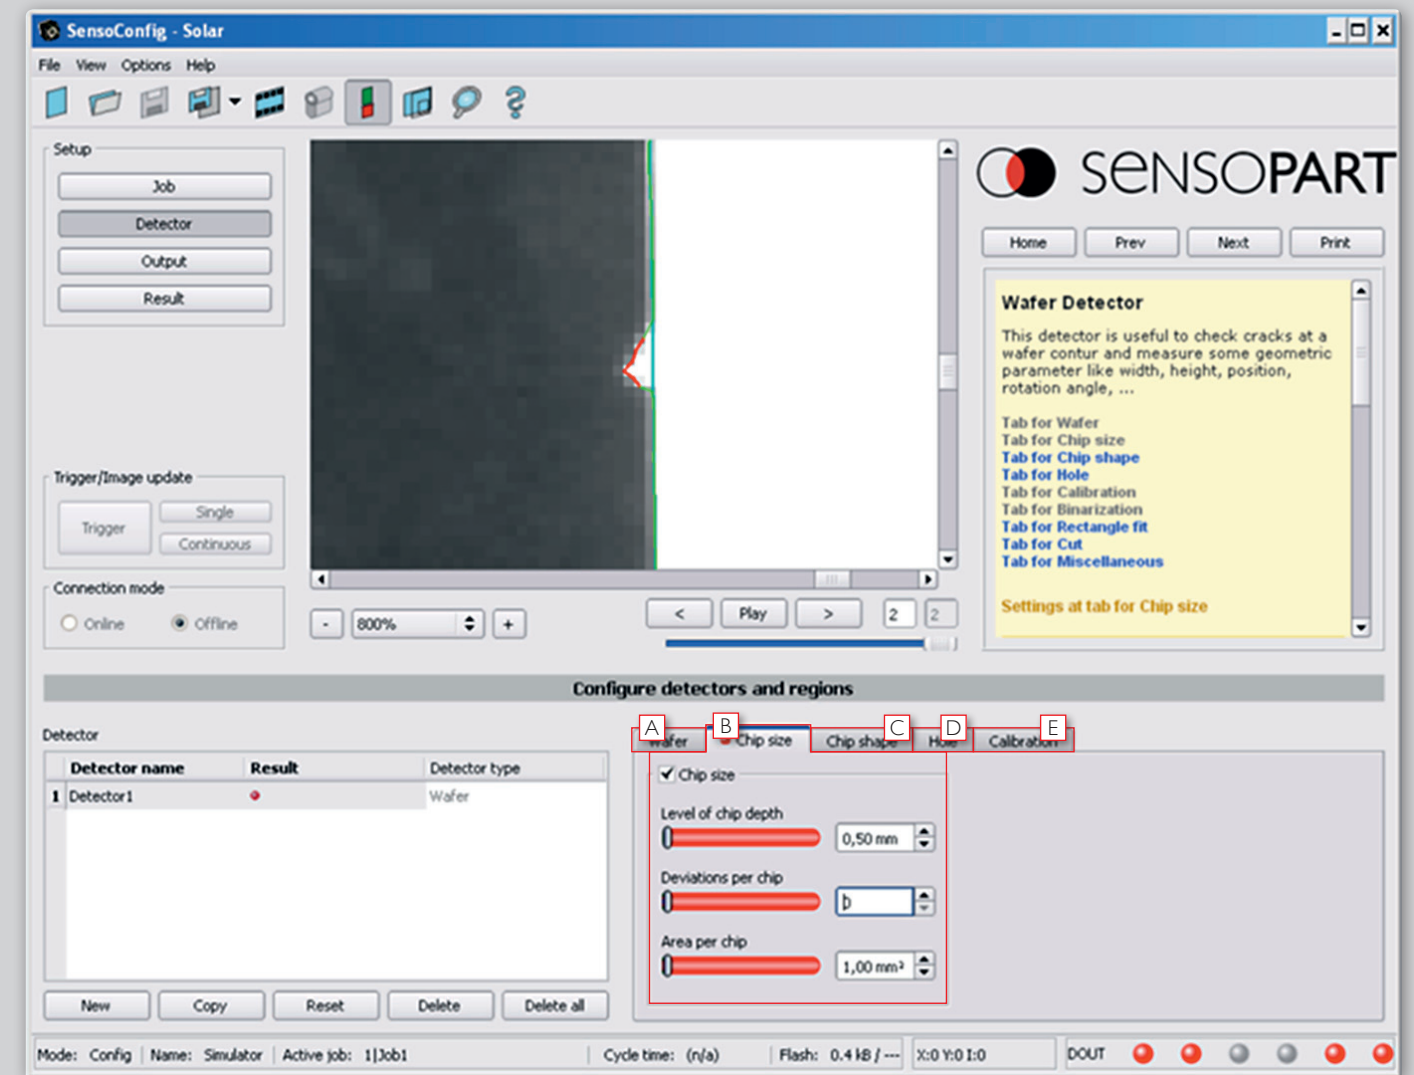 SensoConfig - Solar
File View Options Help
Setup
Job
Detector
Output
Result
Trigger/Image update
Trigger
Single
Continuous
Connection mode
Online Offline
- 800% +
< Play > 2 2
SENSOPART
Home Prev Next Print
Wafer Detector
This detector is useful to check cracks at a
wafer contur and measure some geometric
parameter like width, height, position,
rotation angle, ...
Tab for Wafer
Tab for Chip size
Tab for Chip shape
Tab for Hole
Tab for Calibration
Tab for Binarization
Tab for Rectangle fit
Tab for Cut
Tab for Miscellaneous
Settings at tab for Chip size
Configure detectors and regions
Detector
Detector name Result Detector type
1 Detector1 Wafer
New Copy Reset Delete Delete all
A B C D E
Wafer Chip size Chip shape Hole Calibration
Chip size
Level of chip depth
0,50 mm
Deviations per chip
Area per chip
1,00 mm²
Mode: Config Name: Simulator Active job: 1|Job1 Cycle time: (n/a) Flash: 0.4 kB / --- X:0 Y:0 I:0 DOUT